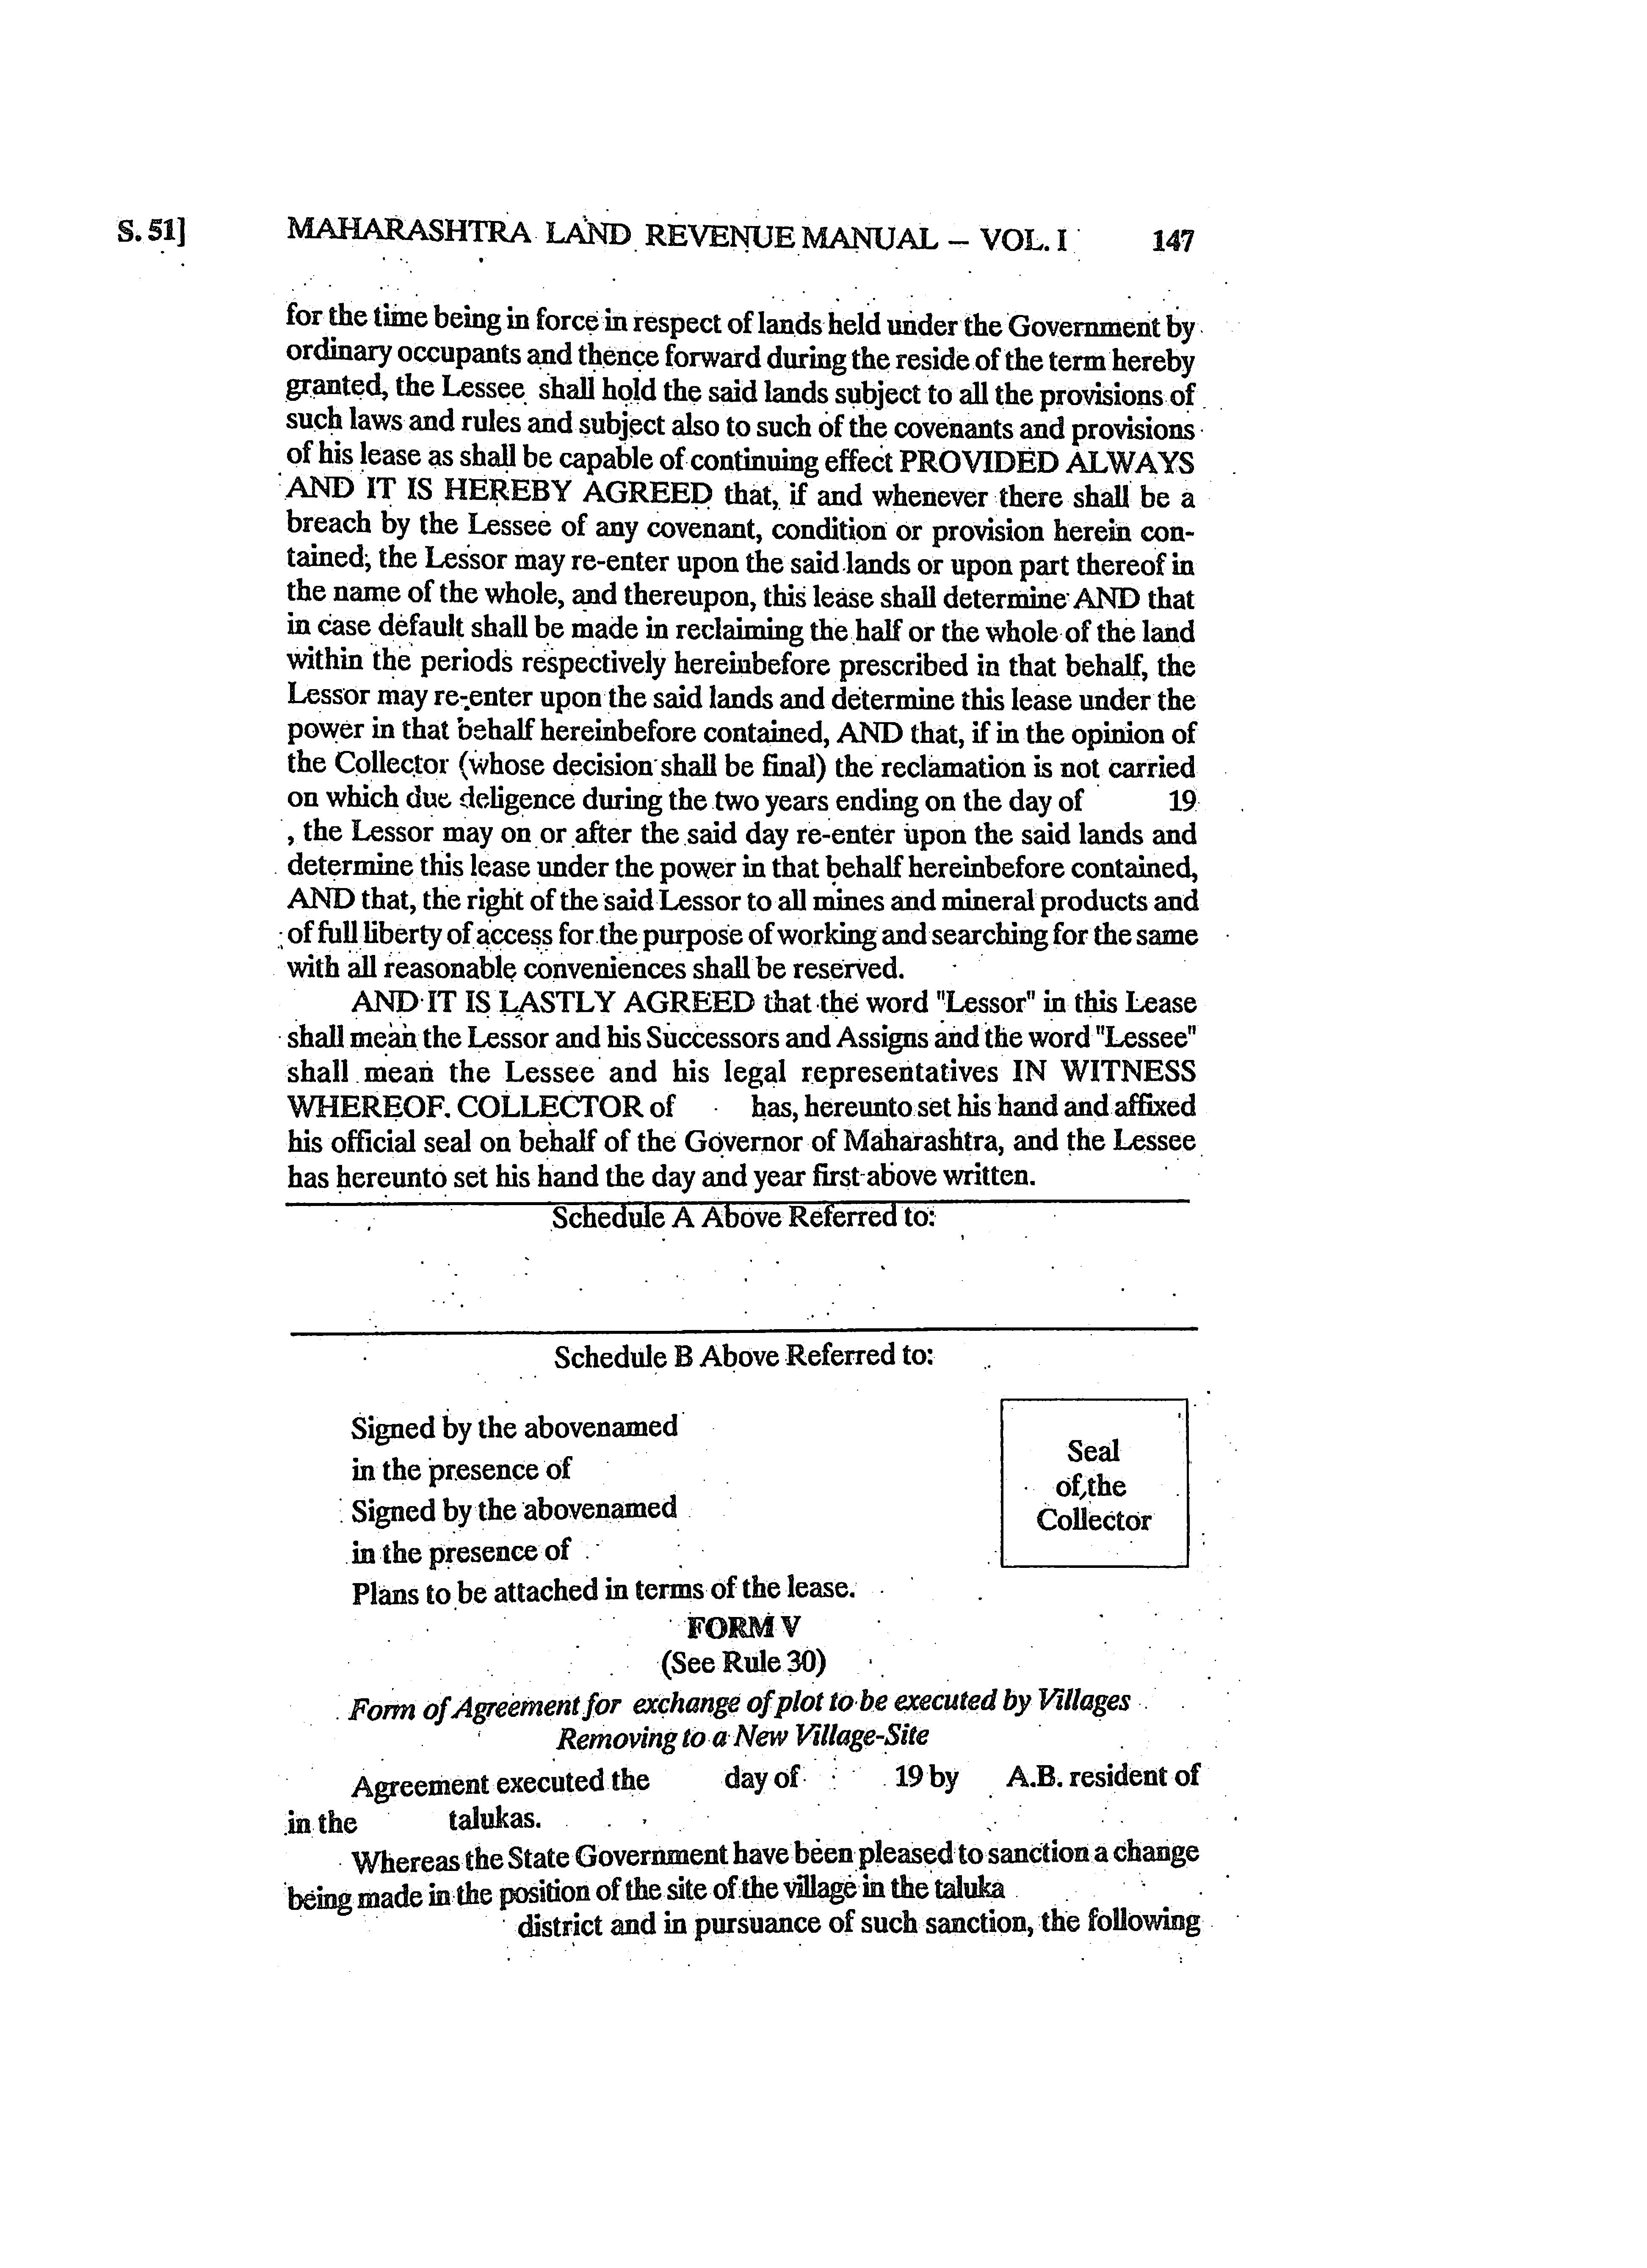 S. 51] MAHARASHTRA LAND REVENUE MANUAL – VOL. I 147
for the time being in force in respect of lands held under the Government by
ordinary occupants and thence forward during the reside of the term hereby
granted, the Lessee shall hold the said lands subject to all the provisions of
such laws and rules and subject also to such of the covenants and provisions
of his lease as shall be capable of continuing effect PROVIDED ALWAYS
AND IT IS HEREBY AGREED that, if and whenever there shall be a
breach by the Lessee of any covenant, condition or provision herein con-
tained, the Lessor may re-enter upon the said lands or upon part thereof in
the name of the whole, and thereupon, this lease shall determine AND that
in case default shall be made in reclaiming the half or the whole of the land
within the periods respectively hereinbefore prescribed in that behalf, the
Lessor may re-enter upon the said lands and determine this lease under the
power in that behalf hereinbefore contained, AND that, if in the opinion of
the Collector (whose decision shall be final) the reclamation is not carried
on which due deligence during the two years ending on the day of 19
, the Lessor may on or after the said day re-enter upon the said lands and
determine this lease under the power in that behalf hereinbefore contained,
AND that, the right of the said Lessor to all mines and mineral products and
of full liberty of access for the purpose of working and searching for the same
with all reasonable conveniences shall be reserved.
AND IT IS LASTLY AGREED that the word "Lessor" in this Lease
shall mean the Lessor and his Successors and Assigns and the word "Lessee"
shall mean the Lessee and his legal representatives IN WITNESS
WHEREOF. COLLECTOR of has, hereunto set his hand and affixed
his official seal on behalf of the Governor of Maharashtra, and the Lessee
has hereunto set his hand the day and year first above written.
Schedule A Above Referred to:
Schedule B Above Referred to:
Signed by the abovenamed
in the presence of
Signed by the abovenamed
in the presence of
Seal
of the
Collector
Plans to be attached in terms of the lease.
FORM V
(See Rule 30)
Form of Agreement for exchange of plot to be executed by Villages
Removing to a New Village-Site
Agreement executed the day of 19 by A.B. resident of
in the talukas.
Whereas the State Government have been pleased to sanction a change
being made in the position of the site of the village in the taluka
district and in pursuance of such sanction, the following